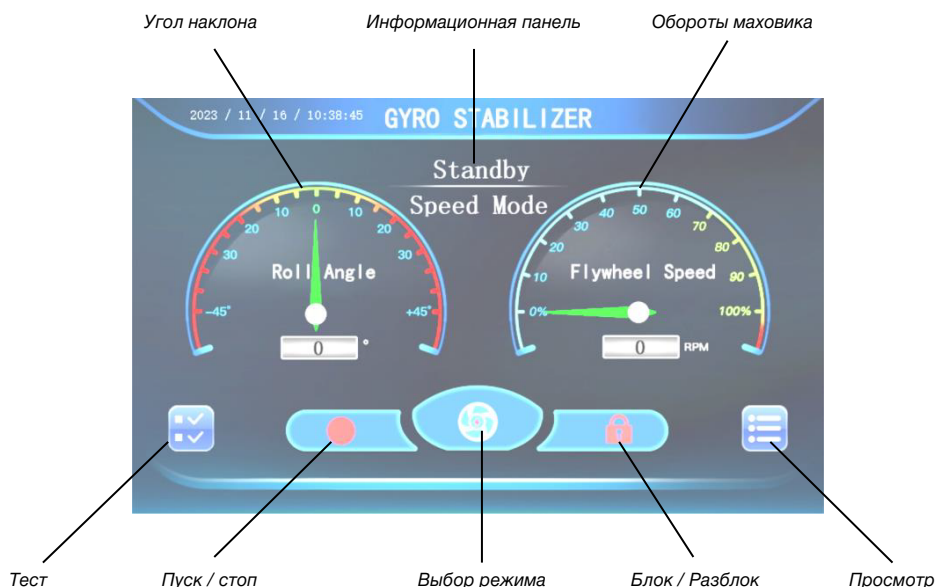 Угол наклона
Информационная панель
Обороты маховика
2023 / 11 / 16 / 10:38:45
GYRO STABILIZER
Standby
Speed Mode
30
20
10
0
10
20
30
-45°
+45°
Roll Angle
0 °
0%
10
20
30
40
50
60
70
80
90
100%
Flywheel Speed
0 RPM
Тест
Пуск / стоп
Выбор режима
Блок / Разблок
Просмотр